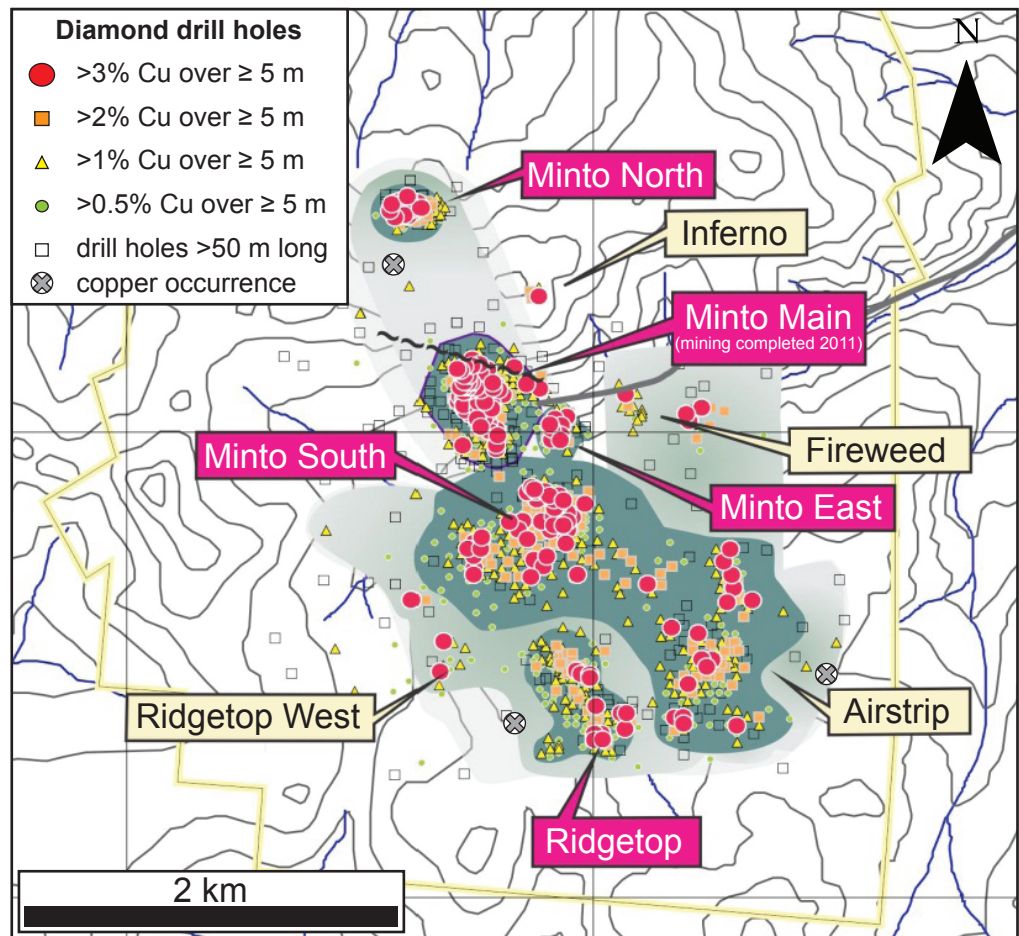 Diamond drill holes
>3% Cu over ≥ 5 m
>2% Cu over ≥ 5 m
>1% Cu over ≥ 5 m
>0.5% Cu over ≥ 5 m
drill holes >50 m long
copper occurrence
N
Minto North
Inferno
Minto Main
(mining completed 2011)
Minto South
Fireweed
Minto East
Ridgetop West
Airstrip
Ridgetop
2 km